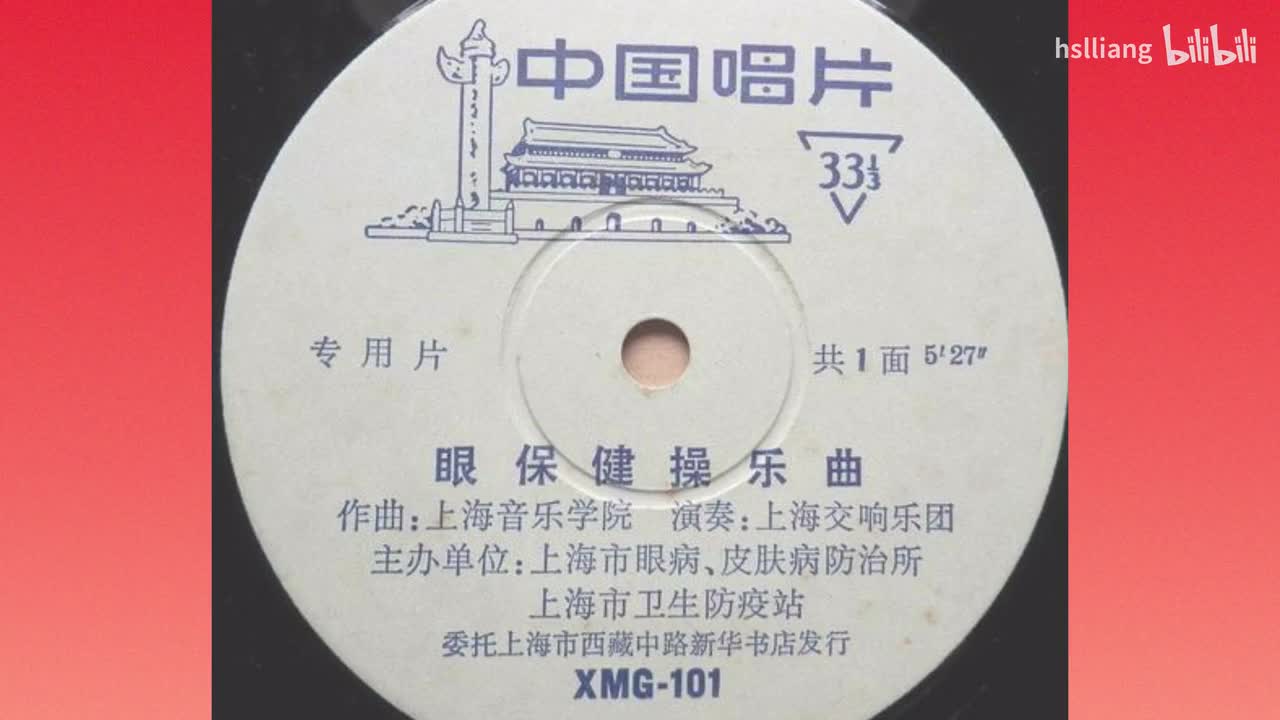 hslliang bilibili
中国唱片
33⅓
专用片
共1面 5′27″
眼保健操乐曲
作曲:上海音乐学院 演奏:上海交响乐团
主办单位:上海市眼病、皮肤病防治所
上海市卫生防疫站
委托上海市西藏中路新华书店发行
XMG-101